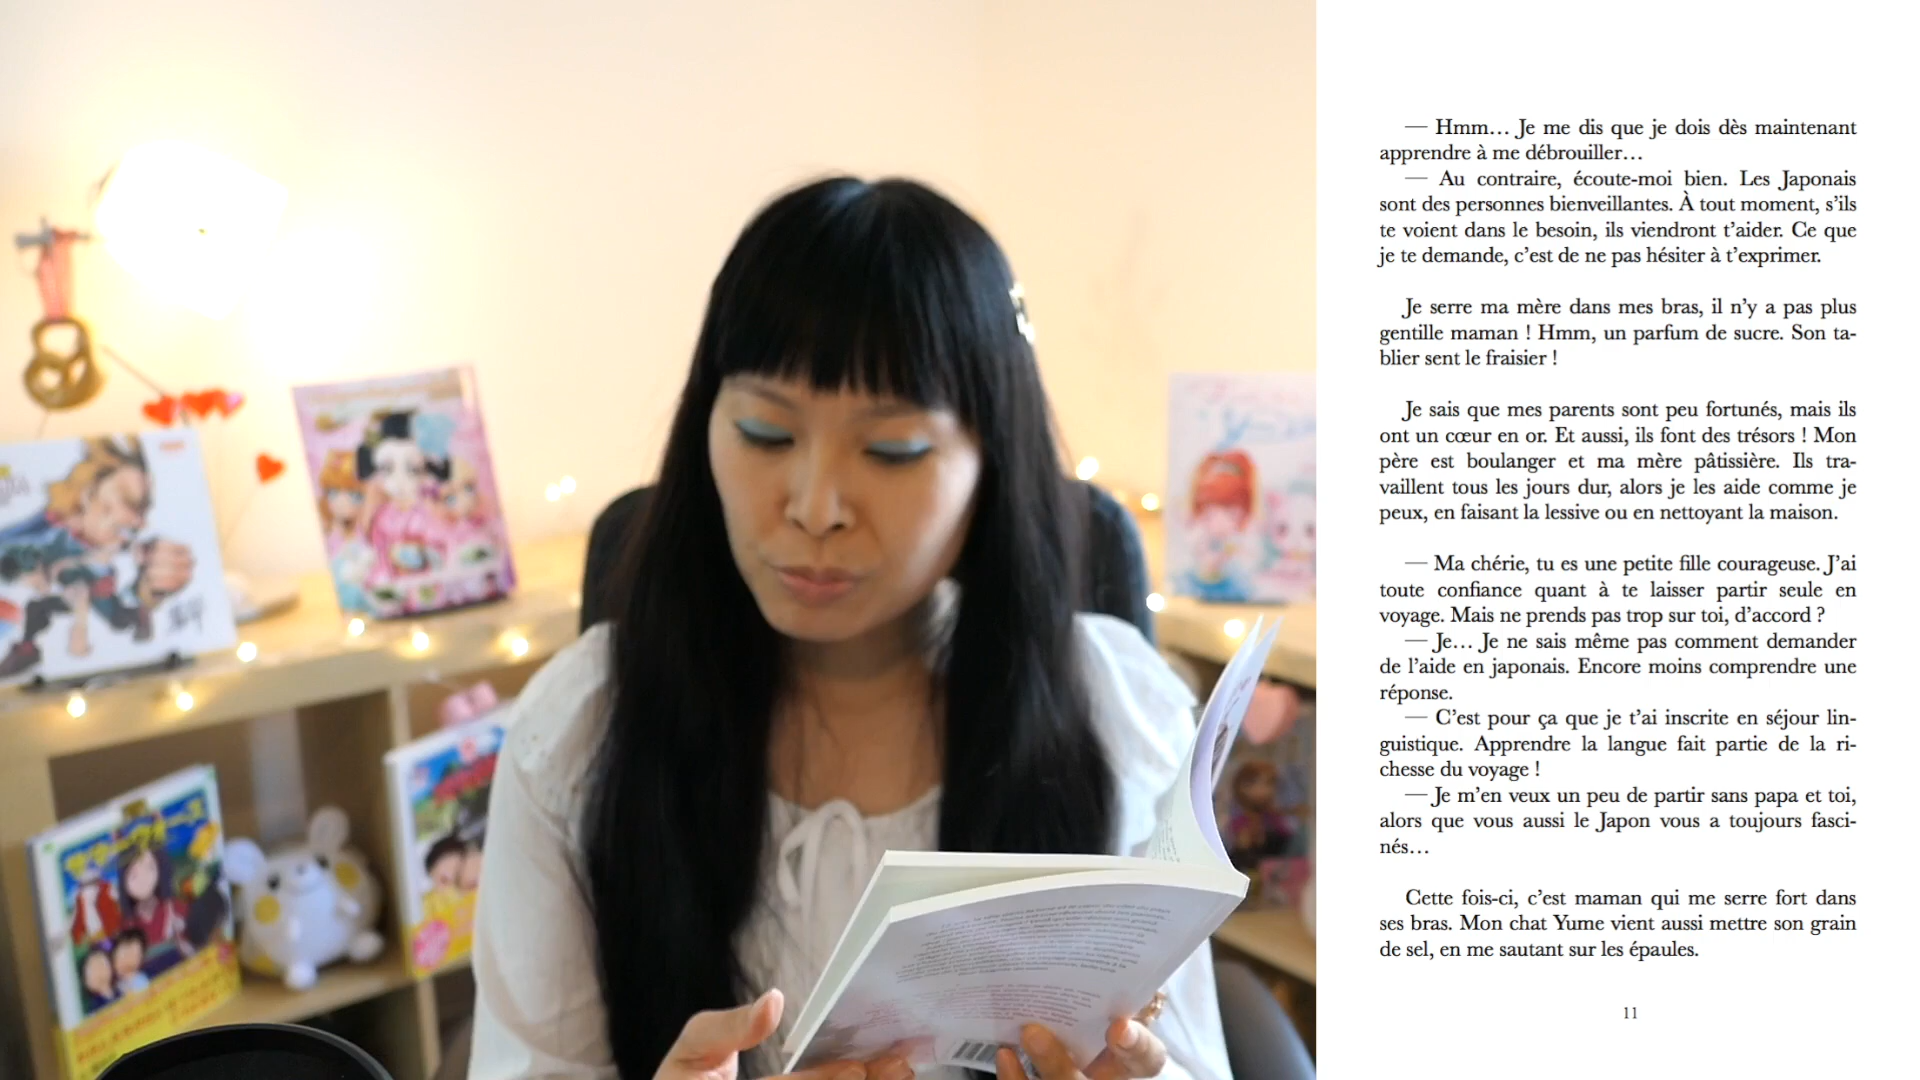 — Hmm… Je me dis que je dois dès maintenant
apprendre à me débrouiller…
— Au contraire, écoute-moi bien. Les Japonais
sont des personnes bienveillantes. À tout moment, s’ils
te voient dans le besoin, ils viendront t’aider. Ce que
je te demande, c’est de ne pas hésiter à t’exprimer.
Je serre ma mère dans mes bras, il n’y a pas plus
gentille maman ! Hmm, un parfum de sucre. Son ta-
blier sent le fraisier !
Je sais que mes parents sont peu fortunés, mais ils
ont un cœur en or. Et aussi, ils font des trésors ! Mon
père est boulanger et ma mère pâtissière. Ils tra-
vaillent tous les jours dur, alors je les aide comme je
peux, en faisant la lessive ou en nettoyant la maison.
— Ma chérie, tu es une petite fille courageuse. J’ai
toute confiance quant à te laisser partir seule en
voyage. Mais ne prends pas trop sur toi, d’accord ?
— Je… Je ne sais même pas comment demander
de l’aide en japonais. Encore moins comprendre une
réponse.
— C’est pour ça que je t’ai inscrite en séjour lin-
guistique. Apprendre la langue fait partie de la ri-
chesse du voyage !
— Je m’en veux un peu de partir sans papa et toi,
alors que vous aussi le Japon vous a toujours fasci-
nés…
Cette fois-ci, c’est maman qui me serre fort dans
ses bras. Mon chat Yume vient aussi mettre son grain
de sel, en me sautant sur les épaules.
11